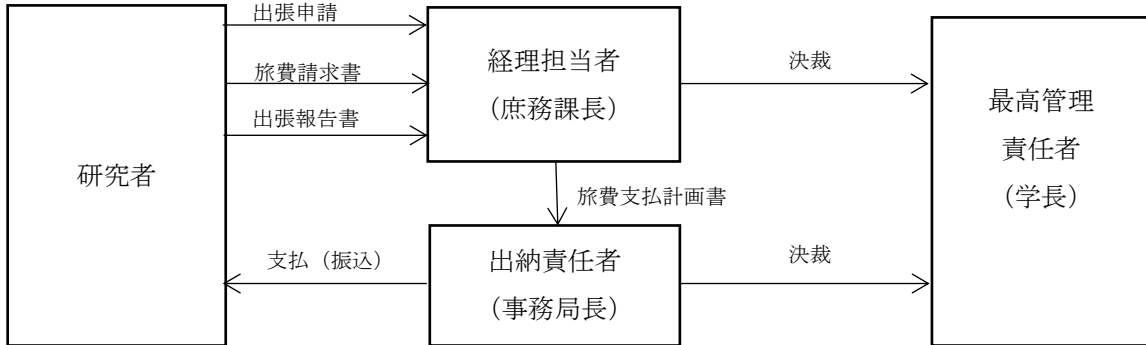 出張申請
旅費請求書
出張報告書
研究者
経理担当者
（庶務課長）
決裁
最高管理
責任者
（学長）
旅費支払計画書
支払（振込）
出納責任者
（事務局長）
決裁